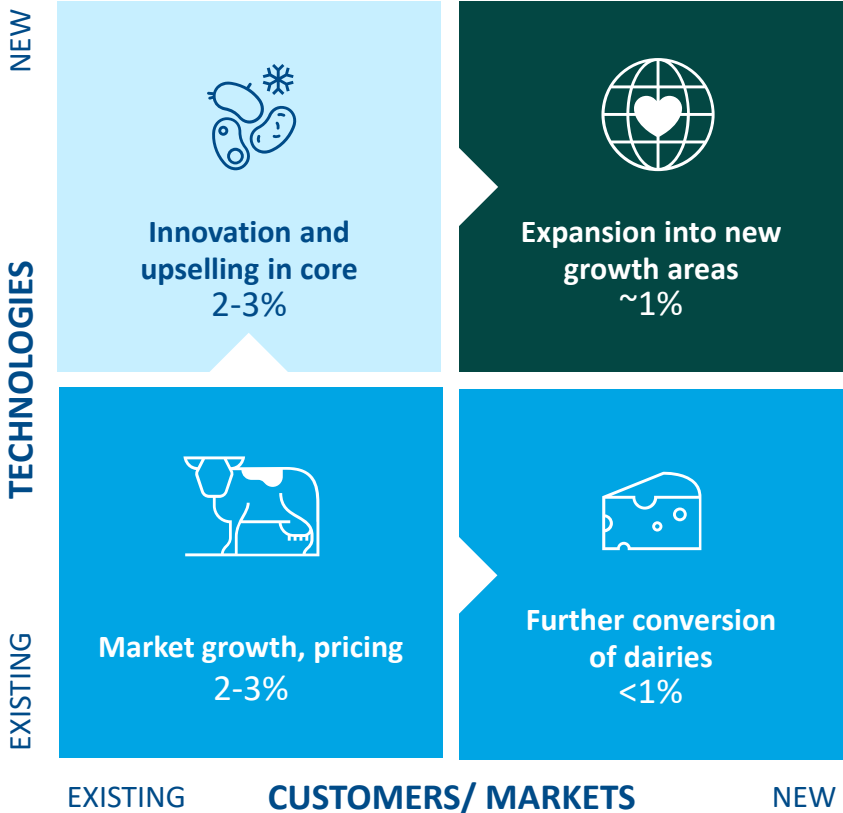 NEW
TECHNOLOGIES
EXISTING
Innovation and
upselling in core
2-3%
Expansion into new
growth areas
~1%
Market growth, pricing
2-3%
Further conversion
of dairies
<1%
EXISTING
CUSTOMERS/ MARKETS
NEW